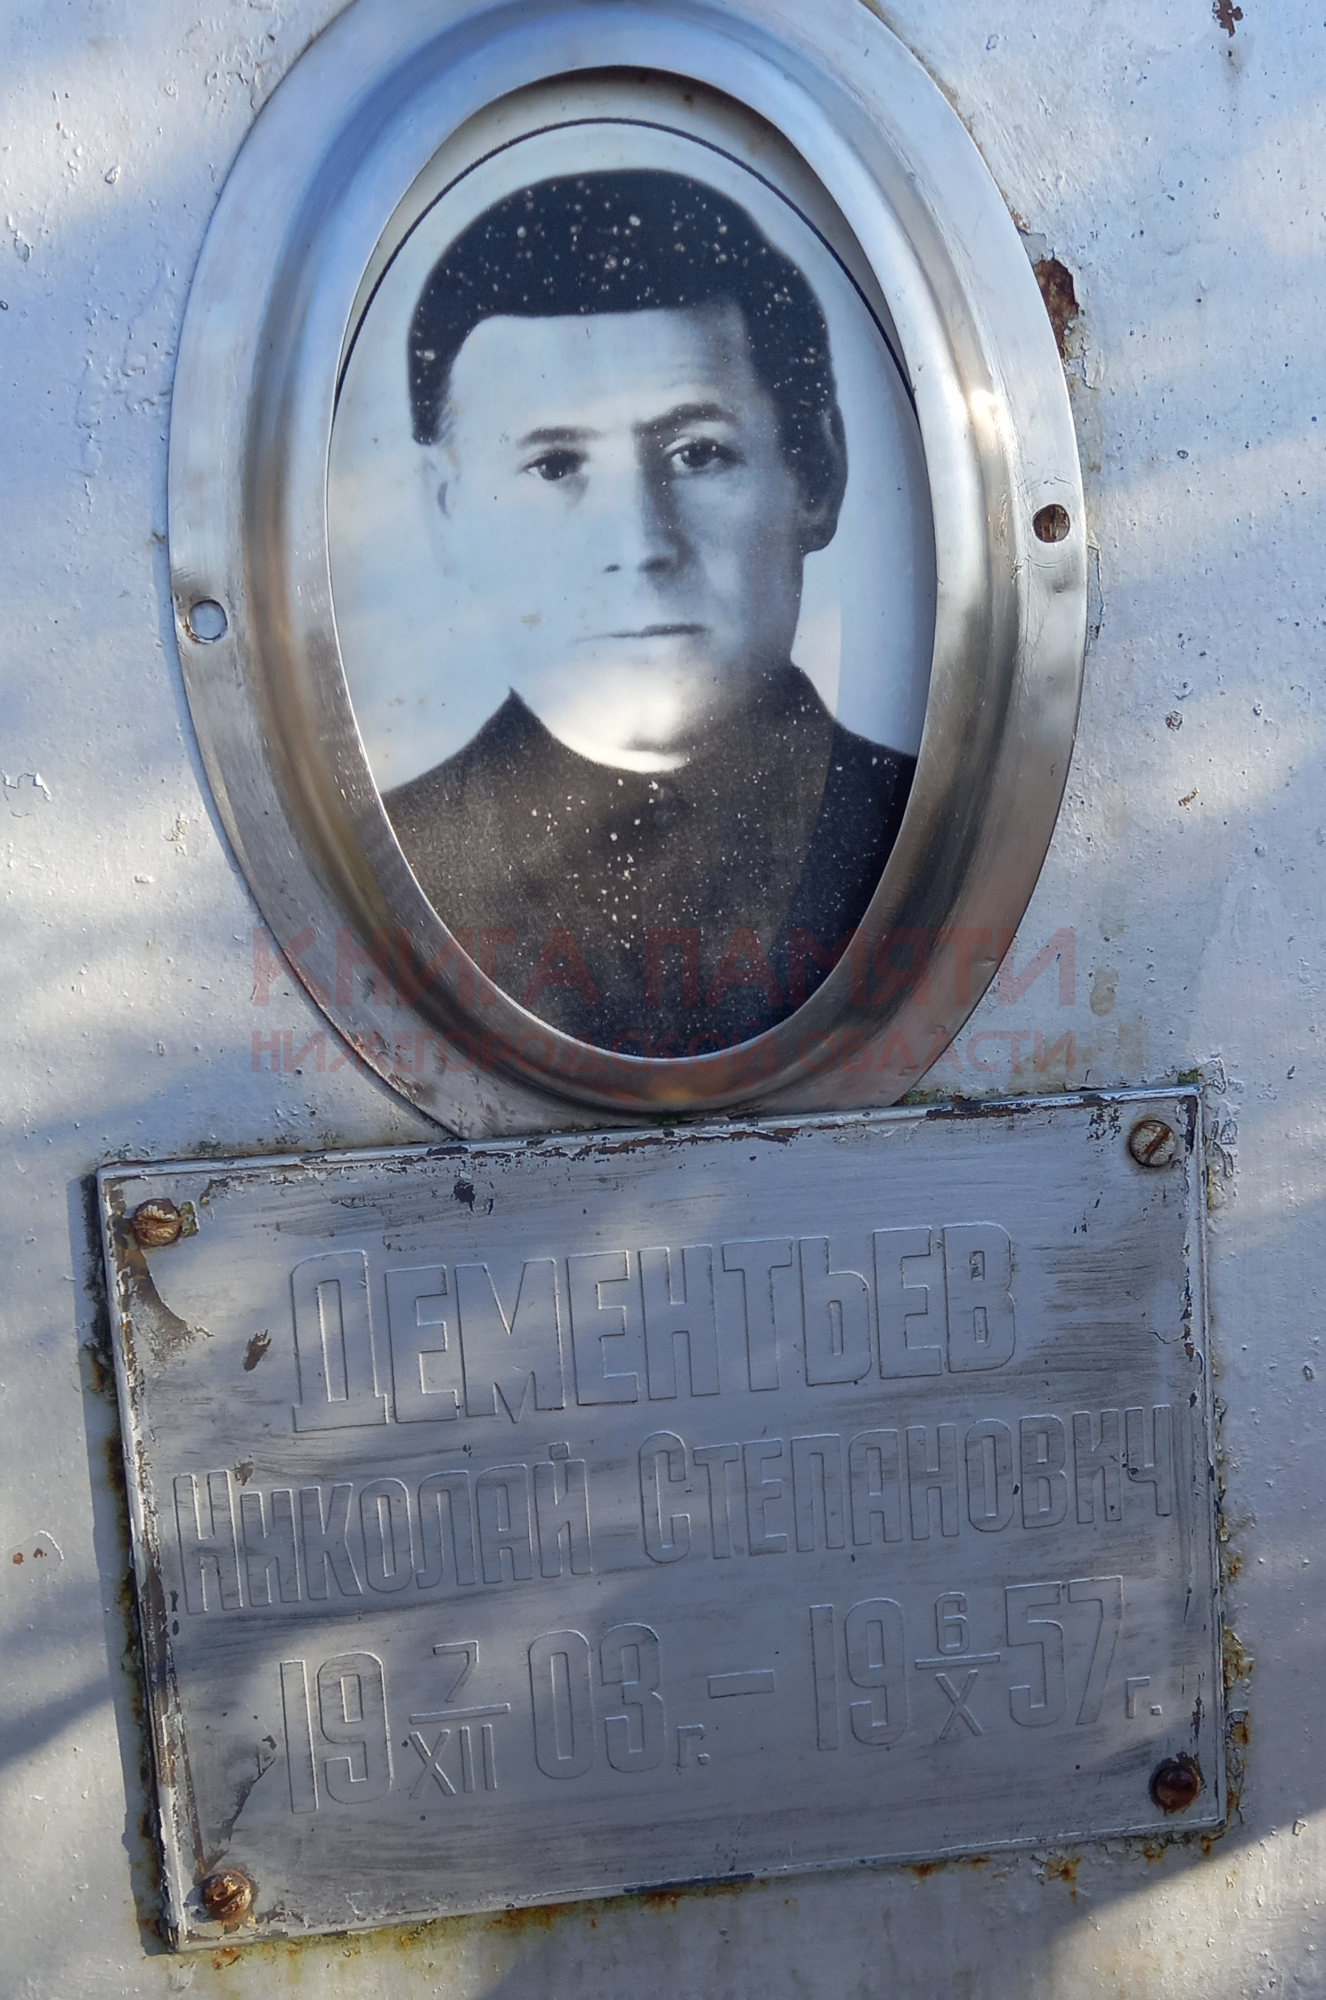 КНИГА ПАМЯТИ
НИЖЕГОРОДСКОЙ ОБЛАСТИ
ДЕМЕНТЬЕВ
НИКОЛАЙ СТЕПАНОВИЧ
19 7/XII 03 г. – 19 6/X 57 г.